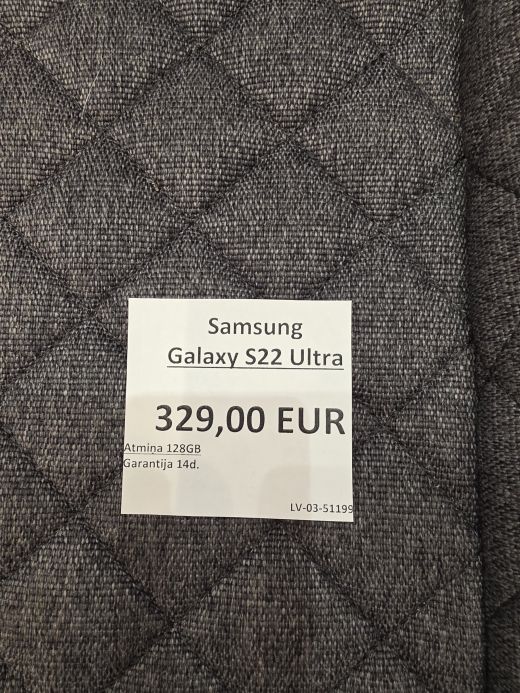 Samsung
Galaxy S22 Ultra
329,00 EUR
Atmiņa 128GB
Garantija 14d.
LV-03-51199